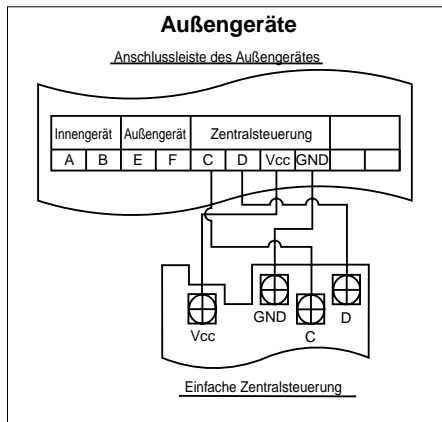 Außengeräte
Anschlussleiste des Außengerätes
Innengerät Außengerät Zentralsteuerung
A B E F C D Vcc GND
Vcc GND C D
Einfache Zentralsteuerung